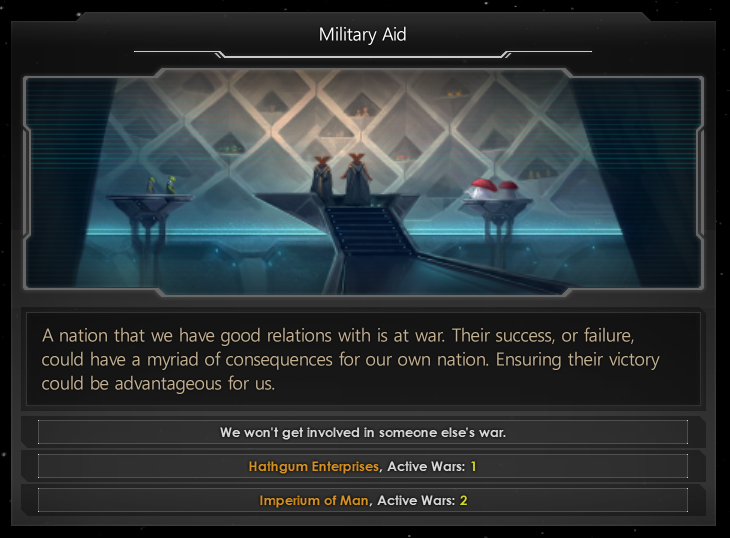 Military Aid
A nation that we have good relations with is at war. Their success, or failure,
could have a myriad of consequences for our own nation. Ensuring their victory
could be advantageous for us.
We won't get involved in someone else's war.
Hathgum Enterprises, Active Wars: 1
Imperium of Man, Active Wars: 2